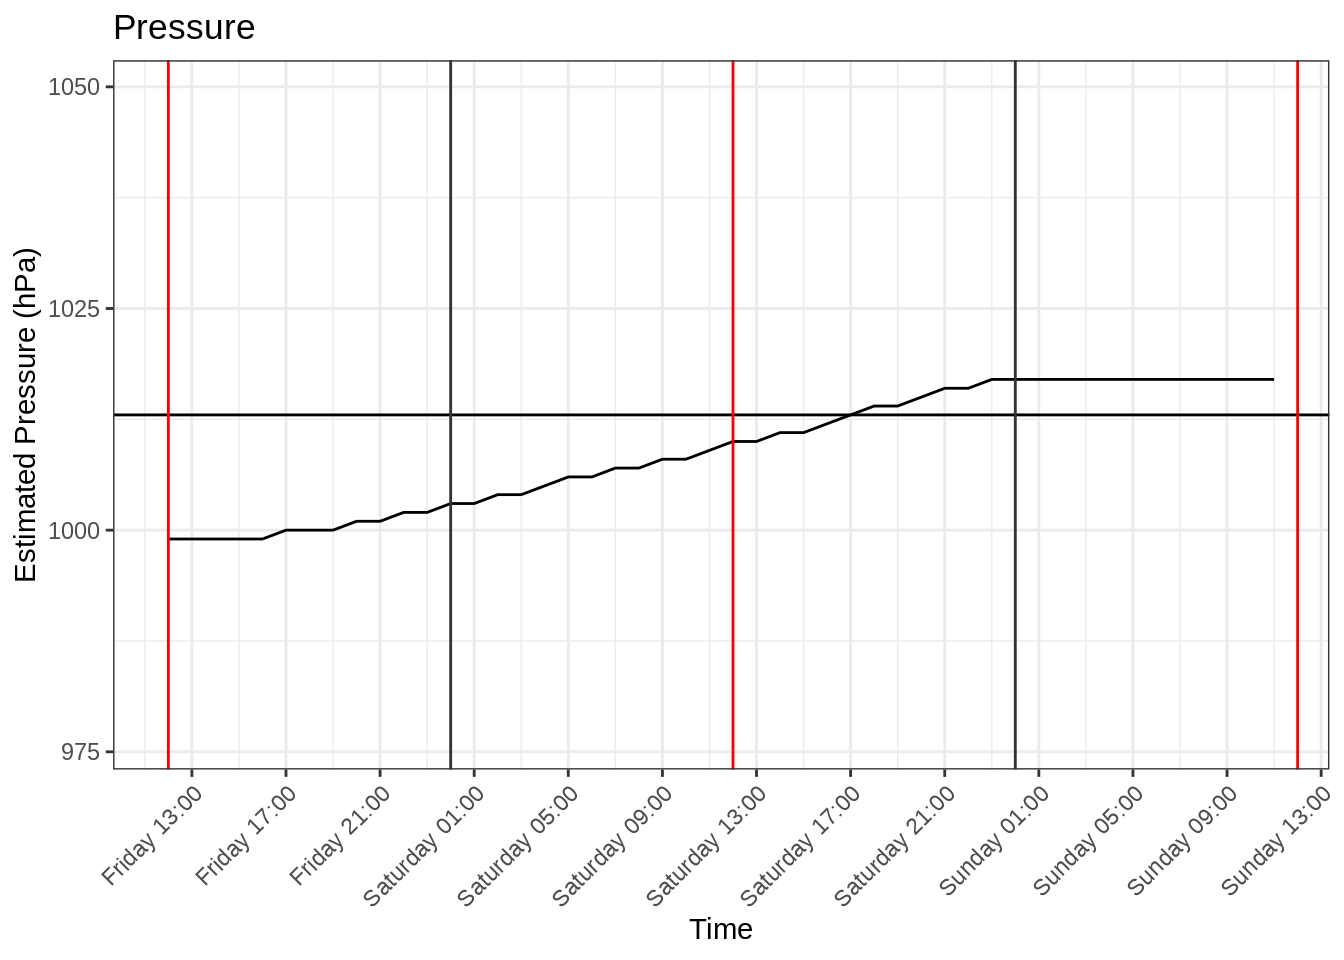 Pressure
Estimated Pressure (hPa)
1050
1025
1000
975
Friday 13:00
Friday 17:00
Friday 21:00
Saturday 01:00
Saturday 05:00
Saturday 09:00
Saturday 13:00
Saturday 17:00
Saturday 21:00
Sunday 01:00
Sunday 05:00
Sunday 09:00
Sunday 13:00
Time